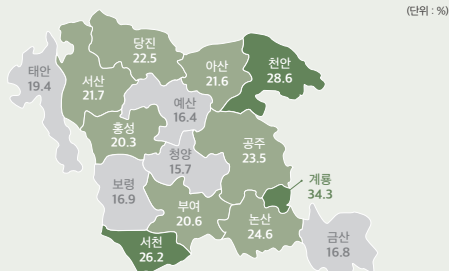 (단위 : %)
당진
22.5
아산
21.6
천안
28.6
태안
19.4
서산
21.7
예산
16.4
홍성
20.3
공주
23.5
청양
15.7
보령
16.9
계룡
34.3
부여
20.6
논산
24.6
서천
26.2
금산
16.8